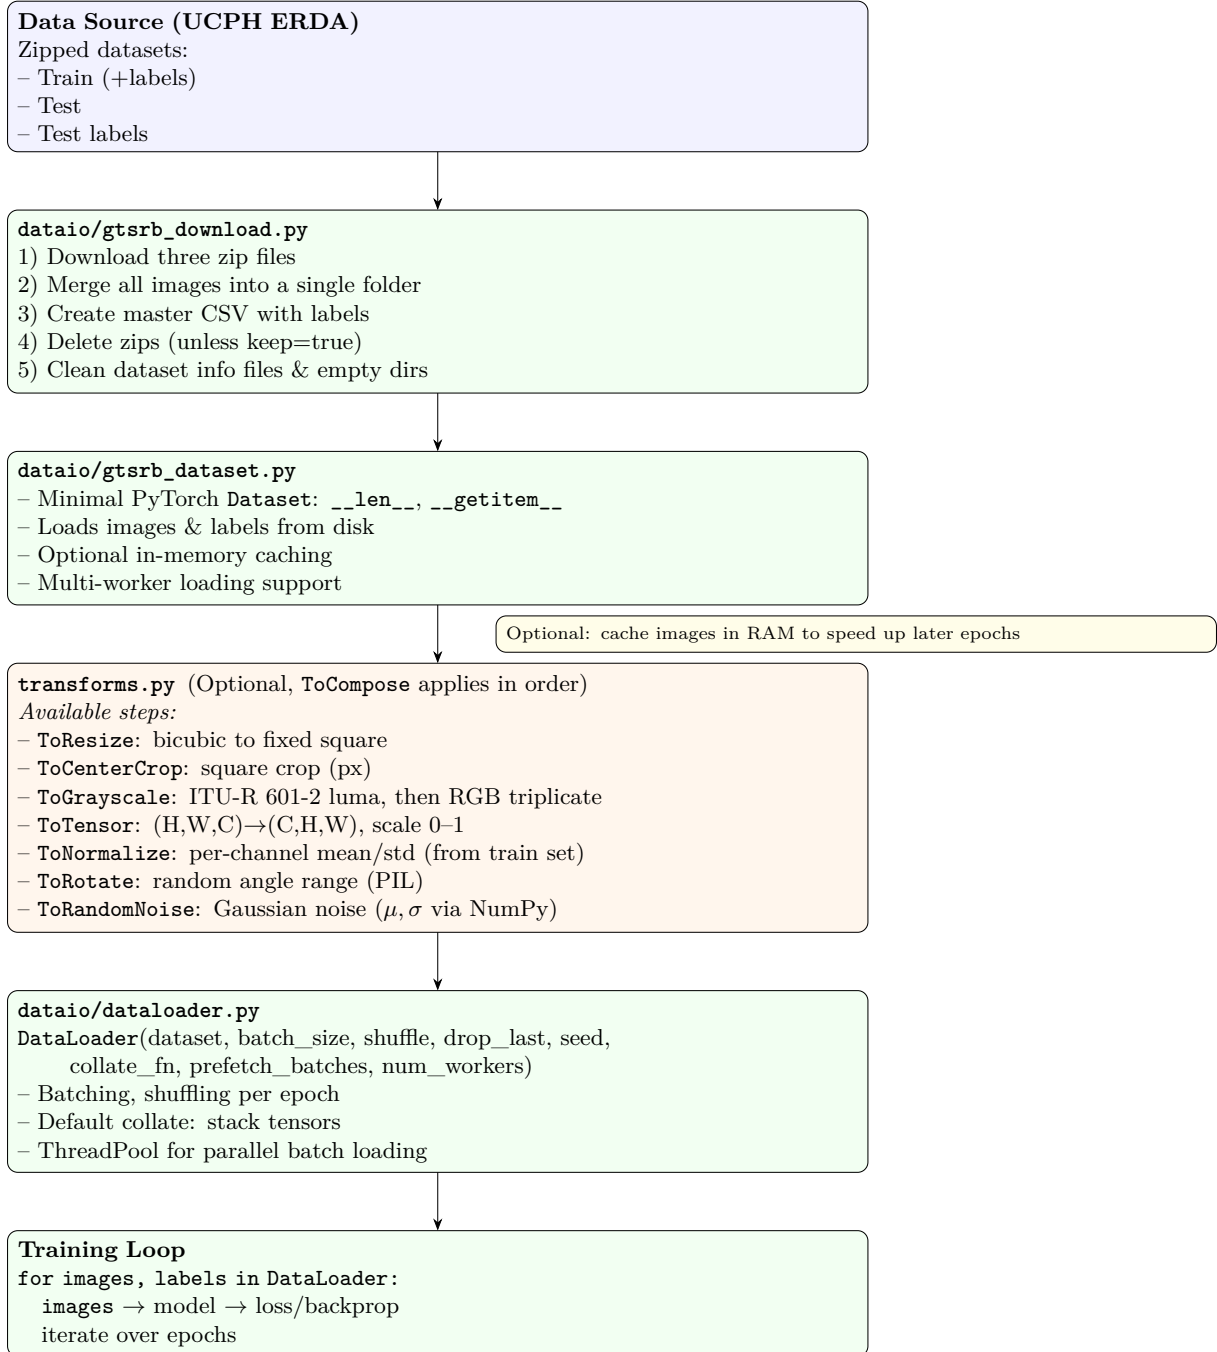 Data Source (UCPH ERDA)
Zipped datasets:
– Train (+labels)
– Test
– Test labels
dataio/gtsrb_download.py
1) Download three zip files
2) Merge all images into a single folder
3) Create master CSV with labels
4) Delete zips (unless keep=true)
5) Clean dataset info files & empty dirs
dataio/gtsrb_dataset.py
– Minimal PyTorch Dataset: __len__, __getitem__
– Loads images & labels from disk
– Optional in-memory caching
– Multi-worker loading support
Optional: cache images in RAM to speed up later epochs
transforms.py (Optional, ToCompose applies in order)
Available steps:
– ToResize: bicubic to fixed square
– ToCenterCrop: square crop (px)
– ToGrayscale: ITU-R 601-2 luma, then RGB triplicate
– ToTensor: (H,W,C)→(C,H,W), scale 0–1
– ToNormalize: per-channel mean/std (from train set)
– ToRotate: random angle range (PIL)
– ToRandomNoise: Gaussian noise (μ, σ via NumPy)
dataio/dataloader.py
DataLoader(dataset, batch_size, shuffle, drop_last, seed,
collate_fn, prefetch_batches, num_workers)
– Batching, shuffling per epoch
– Default collate: stack tensors
– ThreadPool for parallel batch loading
Training Loop
for images, labels in DataLoader:
images → model → loss/backprop
iterate over epochs